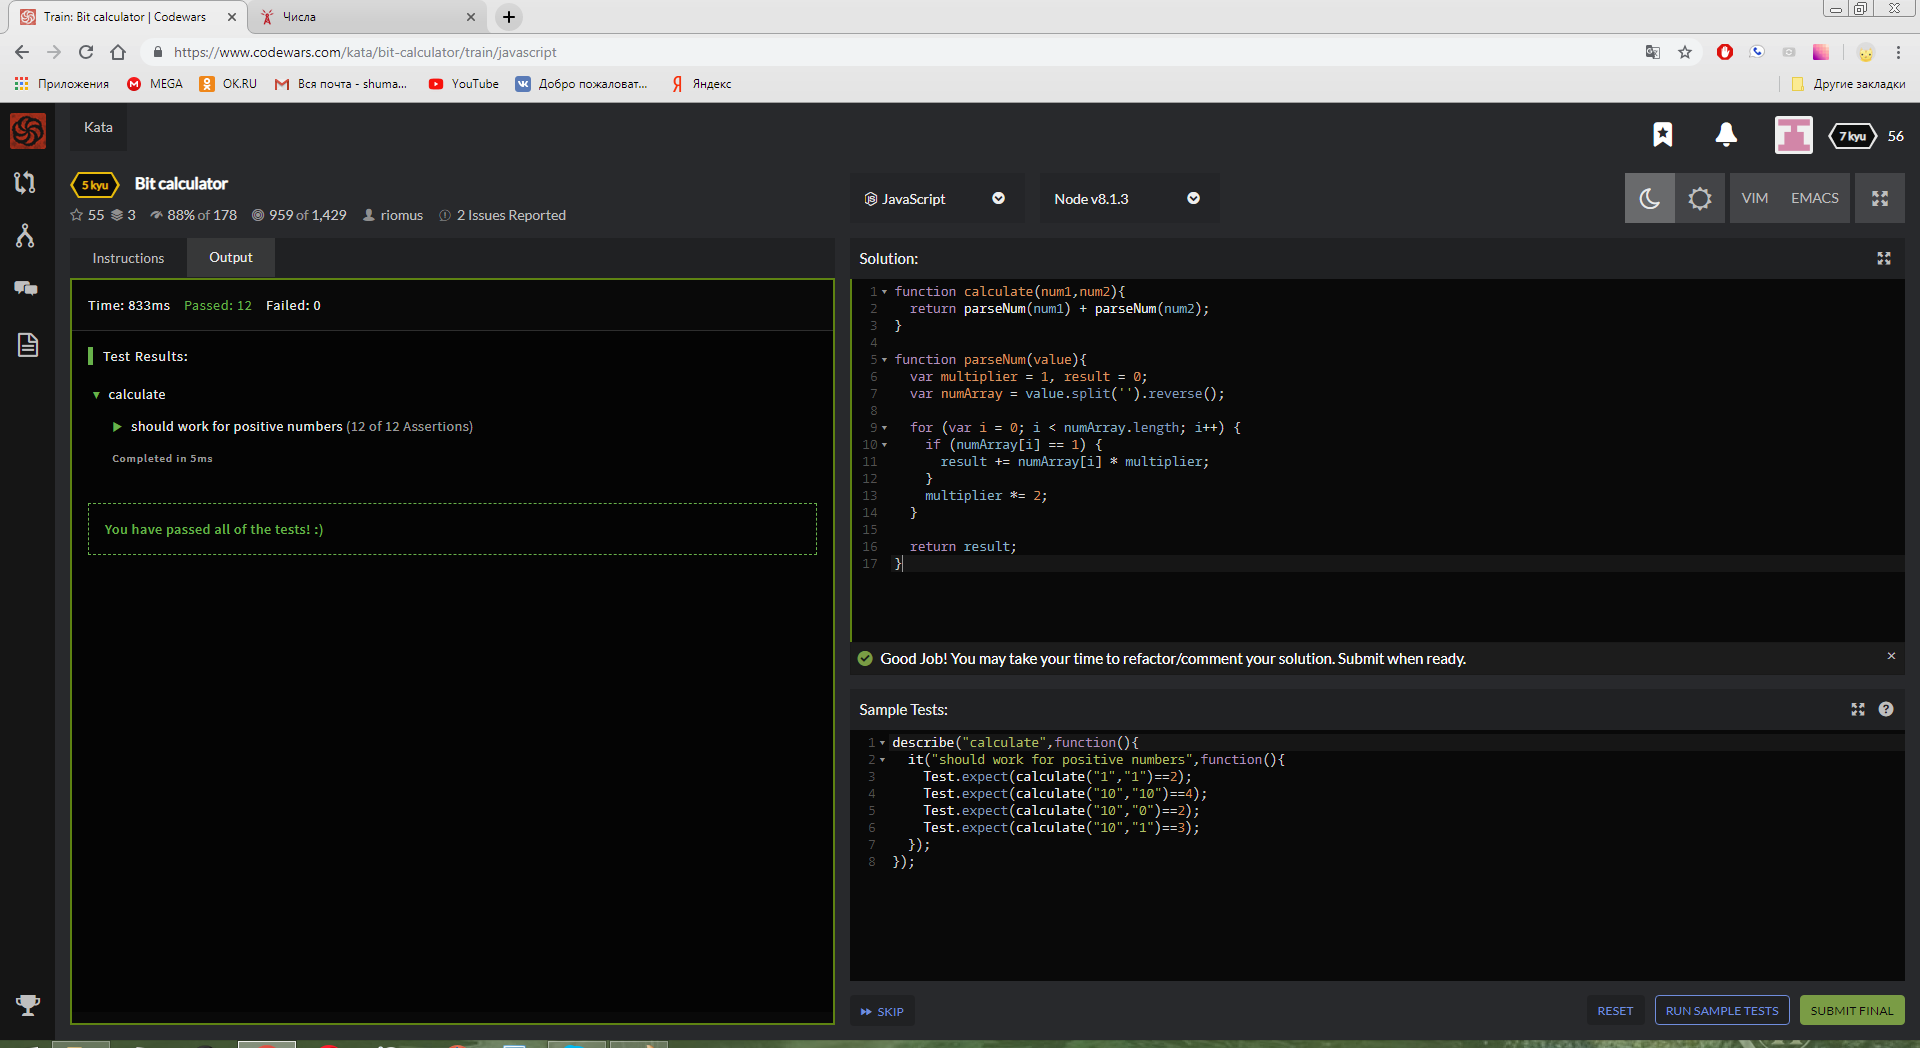 Train: Bit calculator | Codewars
Числа
https://www.codewars.com/kata/bit-calculator/train/javascript
Приложения
MEGA
OK.RU
Вся почта - shuma...
YouTube
Добро пожаловат...
Яндекс
Другие закладки
Kata
7 kyu
56
5 kyu
Bit calculator
55 3 88% of 178 959 of 1,429 riomus 2 Issues Reported
JavaScript
Node v8.1.3
VIM
EMACS
Instructions
Output
Time: 833ms Passed: 12 Failed: 0
Test Results:
calculate
should work for positive numbers (12 of 12 Assertions)
Completed in 5ms
You have passed all of the tests! :)
Solution:
1 function calculate(num1,num2){
2 return parseNum(num1) + parseNum(num2);
3 }
4
5 function parseNum(value){
6 var multiplier = 1, result = 0;
7 var numArray = value.split('').reverse();
8
9 for (var i = 0; i < numArray.length; i++) {
10 if (numArray[i] == 1) {
11 result += numArray[i] * multiplier;
12 }
13 multiplier *= 2;
14 }
15
16 return result;
17 }
Good Job! You may take your time to refactor/comment your solution. Submit when ready.
Sample Tests:
1 describe("calculate",function(){
2 it("should work for positive numbers",function(){
3 Test.expect(calculate("1","1")==2);
4 Test.expect(calculate("10","10")==4);
5 Test.expect(calculate("10","0")==2);
6 Test.expect(calculate("10","1")==3);
7 });
8 });
SKIP
RESET
RUN SAMPLE TESTS
SUBMIT FINAL